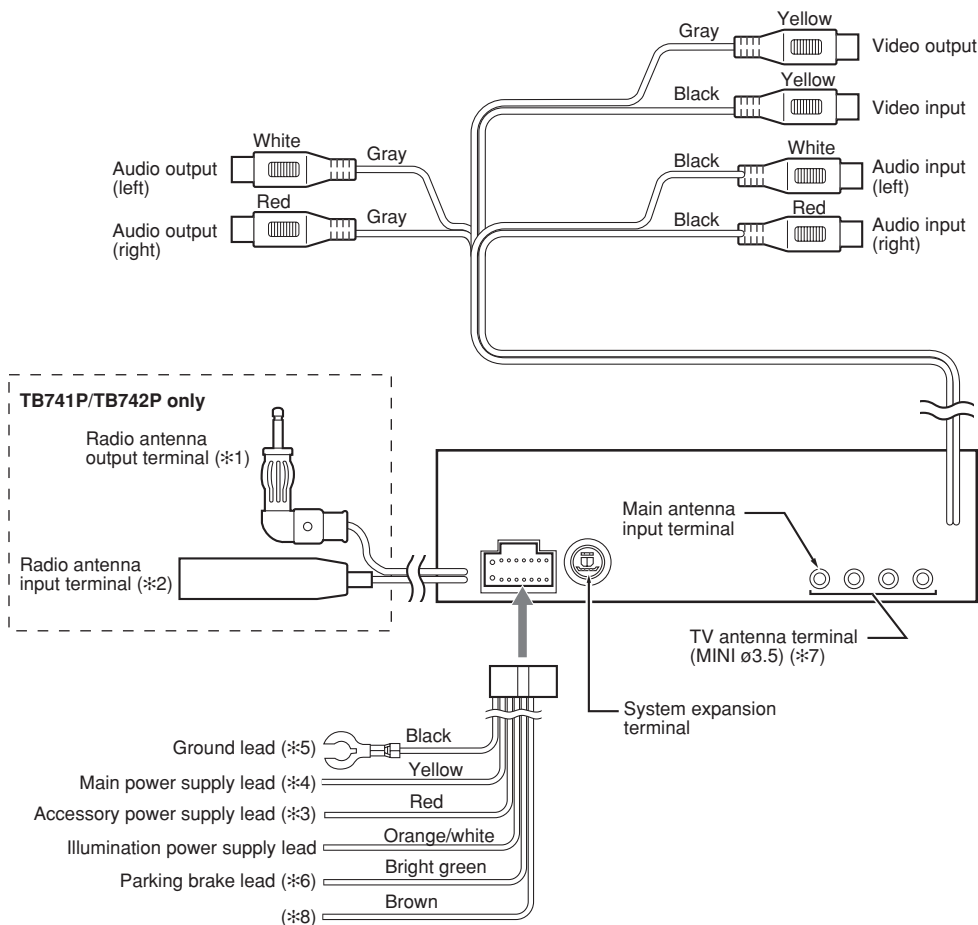 Yellow
Gray
Video output
Yellow
Black
Video input
White
Gray
Audio output
(left)
White
Black
Audio input
(left)
Red
Gray
Audio output
(right)
Red
Black
Audio input
(right)
TB741P/TB742P only
Radio antenna
output terminal (✻1)
Radio antenna
input terminal (✻2)
Main antenna
input terminal
TV antenna terminal
(MINI ø3.5) (✻7)
System expansion
terminal
Ground lead (✻5)
Black
Main power supply lead (✻4)
Yellow
Accessory power supply lead (✻3)
Red
Illumination power supply lead
Orange/white
Parking brake lead (✻6)
Bright green
(✻8)
Brown